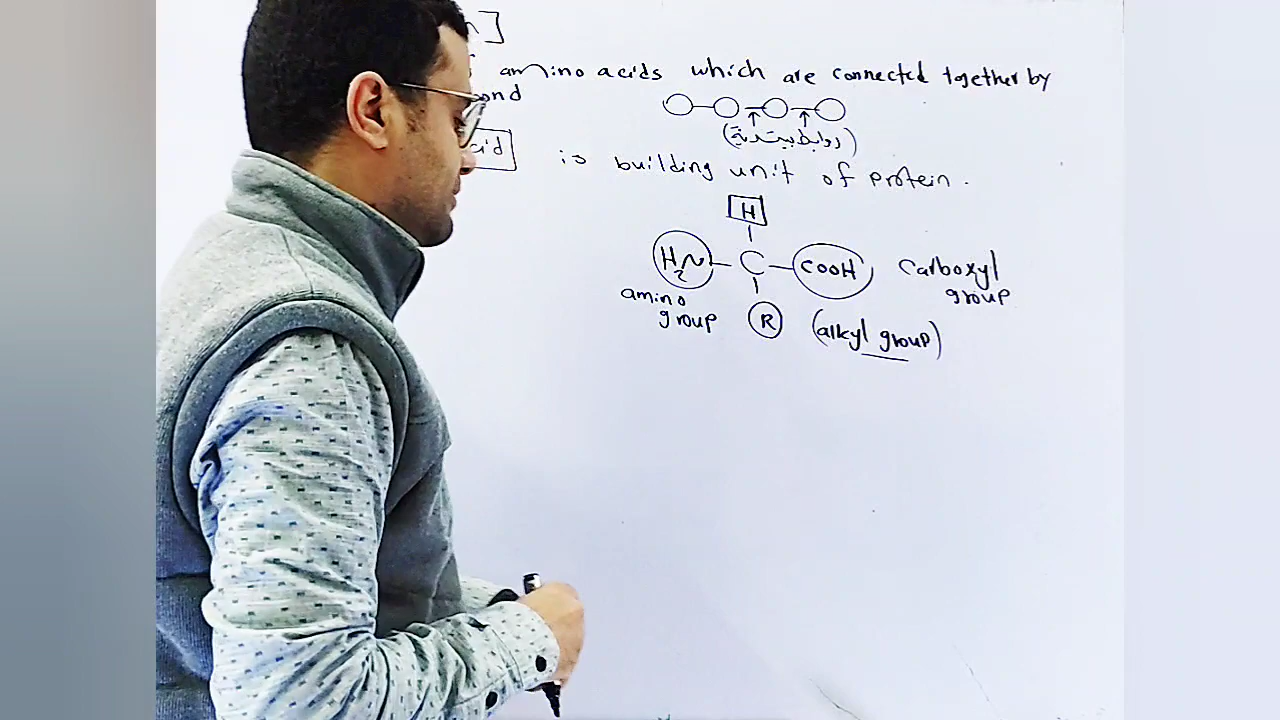 n]
amino acids which are connected together by
ond
(روابط ببتيدية)
cid is building unit of protein.
H
H2N - C - COOH carboxyl
amino group
group R (alkyl group)